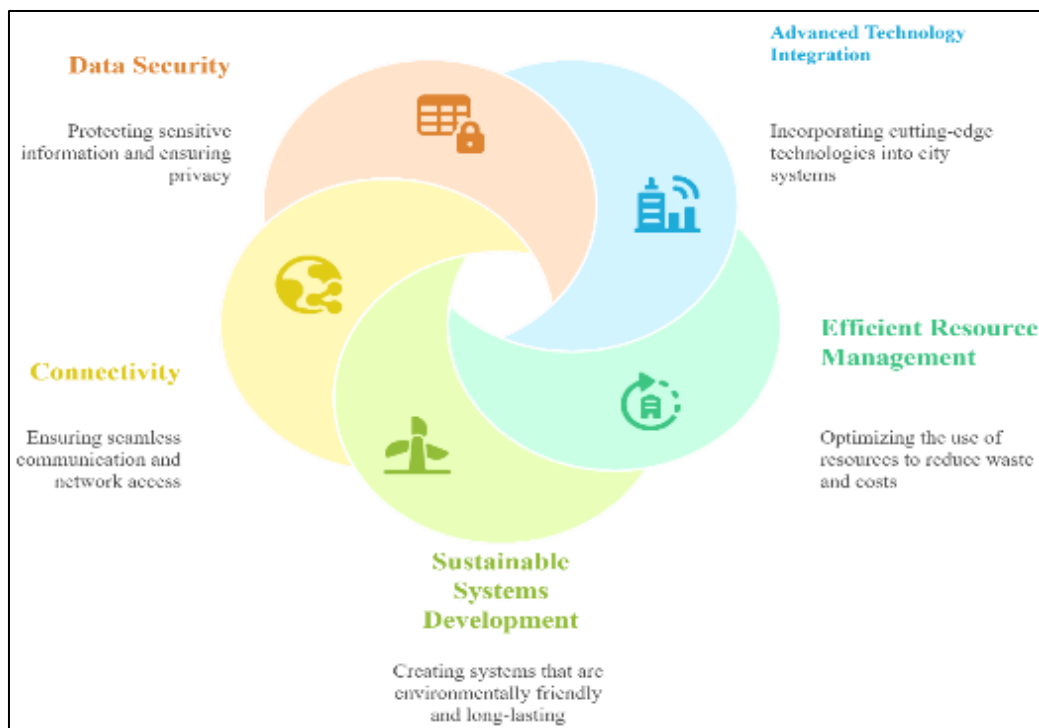 Data Security
Protecting sensitive
information and ensuring
privacy
Advanced Technology
Integration
Incorporating cutting-edge
technologies into city
systems
Efficient Resource
Management
Optimizing the use of
resources to reduce waste
and costs
Connectivity
Ensuring seamless
communication and
network access
Sustainable
Systems
Development
Creating systems that are
environmentally friendly
and long-lasting